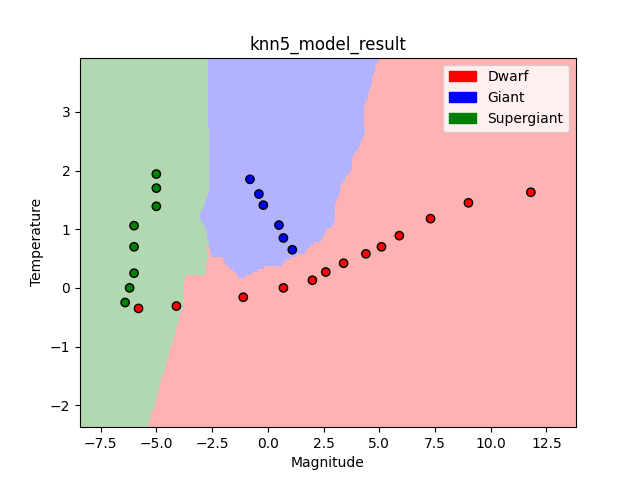 knn5_model_result
Dwarf
Giant
Supergiant
3
2
1
0
−1
−2
Temperature
−7.5 −5.0 −2.5 0.0 2.5 5.0 7.5 10.0 12.5
Magnitude